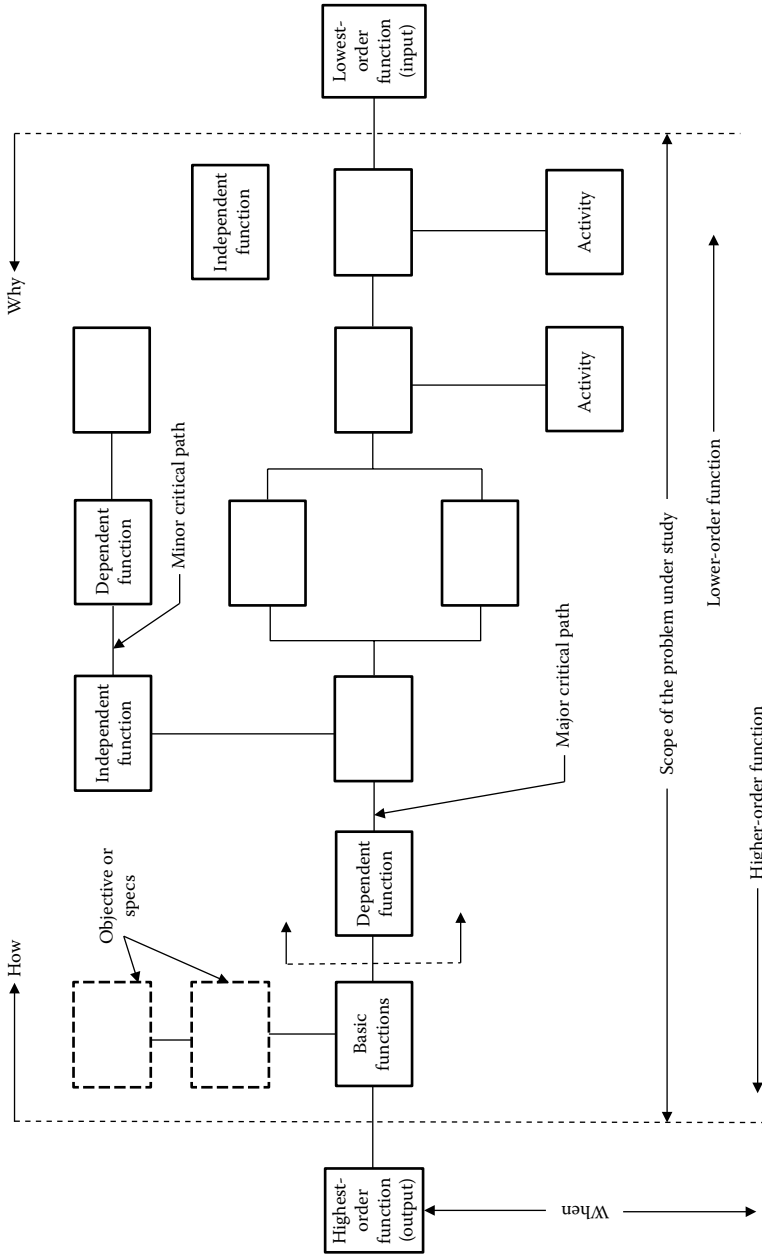 How
Why
Objective or
specs
Independent
function
Dependent
function
Minor critical path
Independent
function
Highest-
order
function
(output)
Basic
functions
Dependent
function
Lowest-
order
function
(input)
Major critical path
Activity
Activity
When
Scope of the problem under study
Lower-order function
Higher-order function